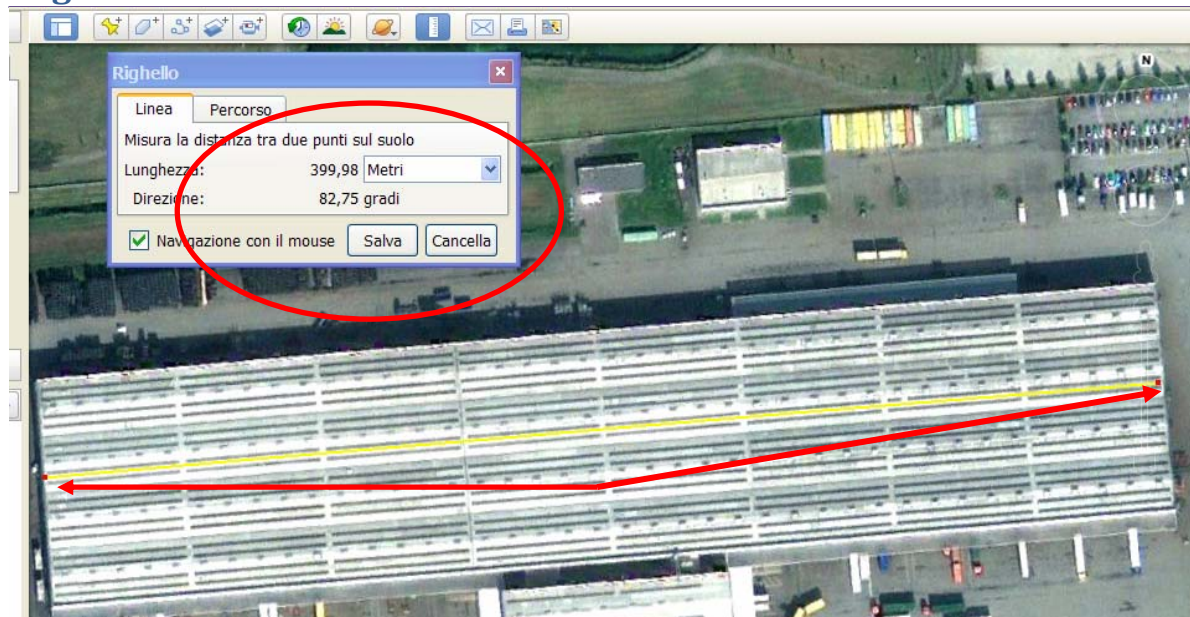 N
Righello
Linea Percorso
Misura la distanza tra due punti sul suolo
Lunghezza: 399,98 Metri
Direzione: 82,75 gradi
Navigazione con il mouse Salva Cancella